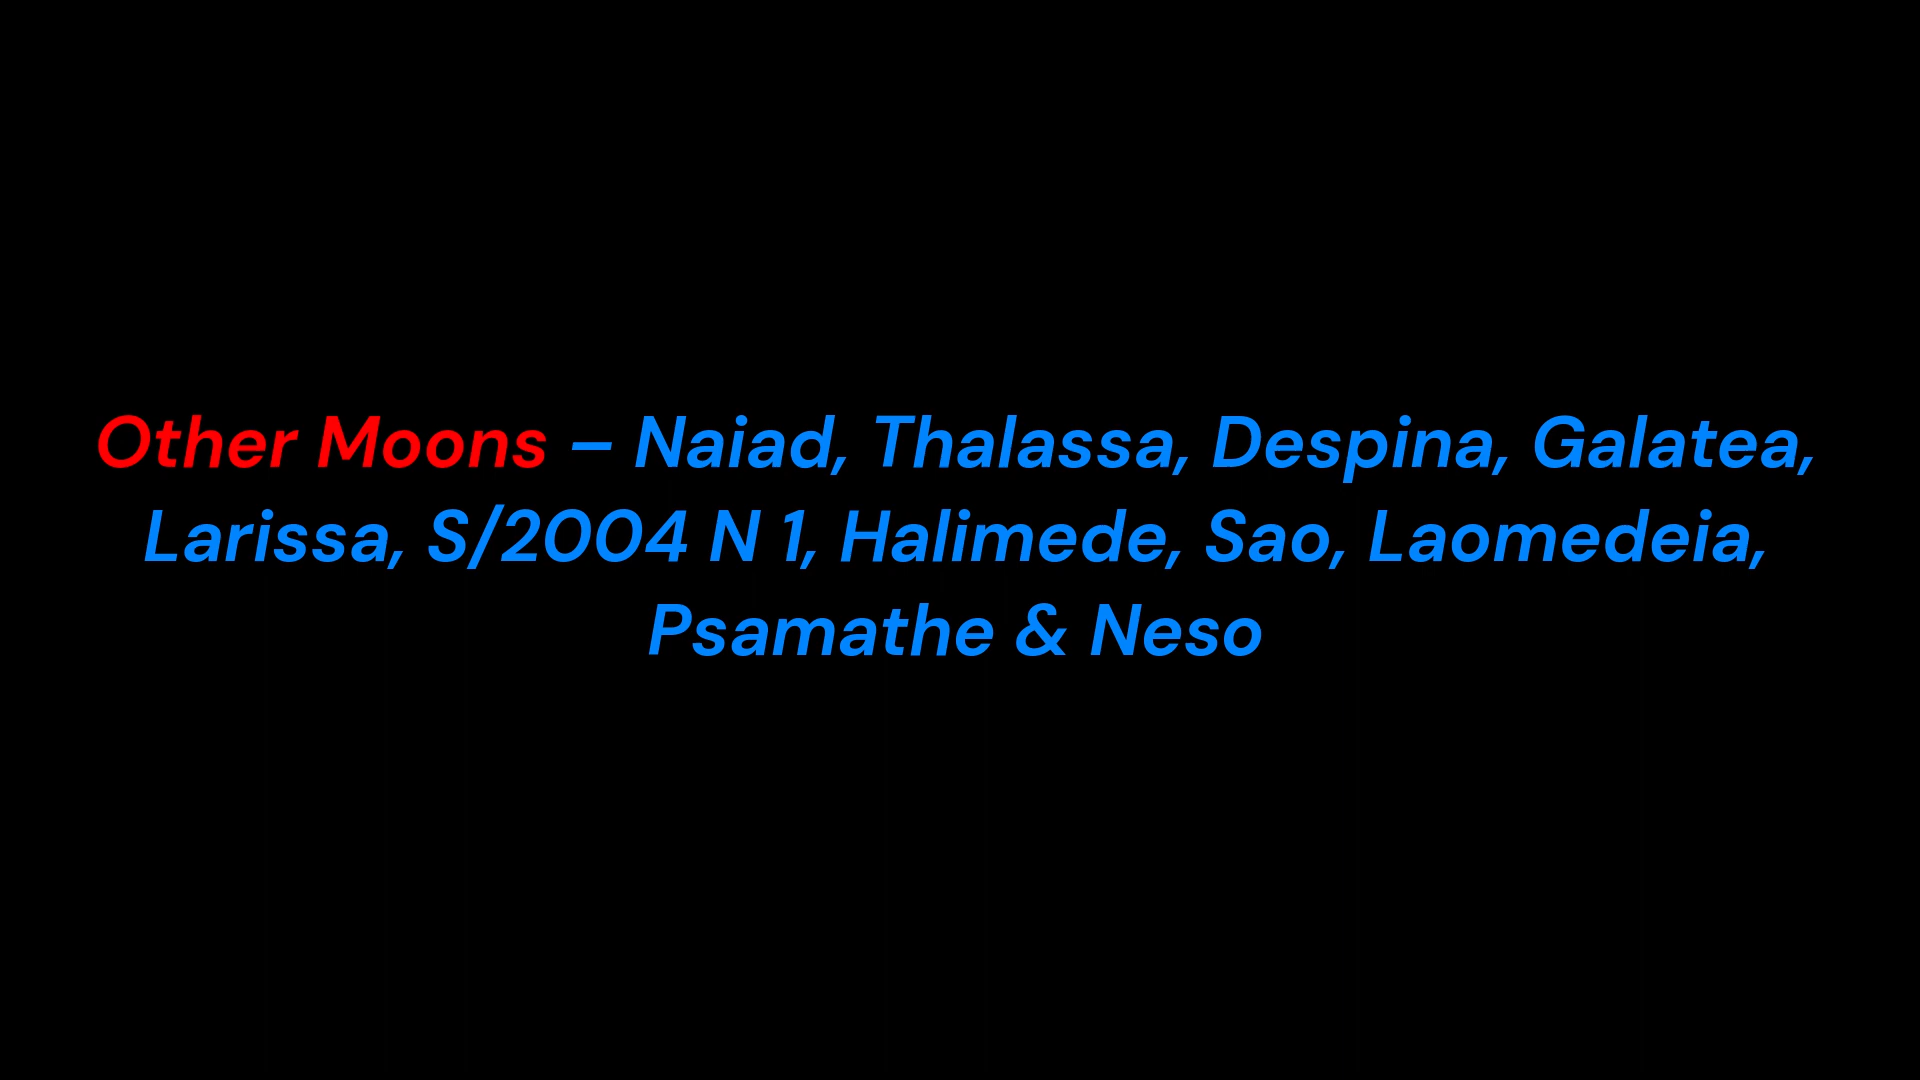 Other Moons – Naiad, Thalassa, Despina, Galatea,
Larissa, S/2004 N 1, Halimede, Sao, Laomedeia,
Psamathe & Neso